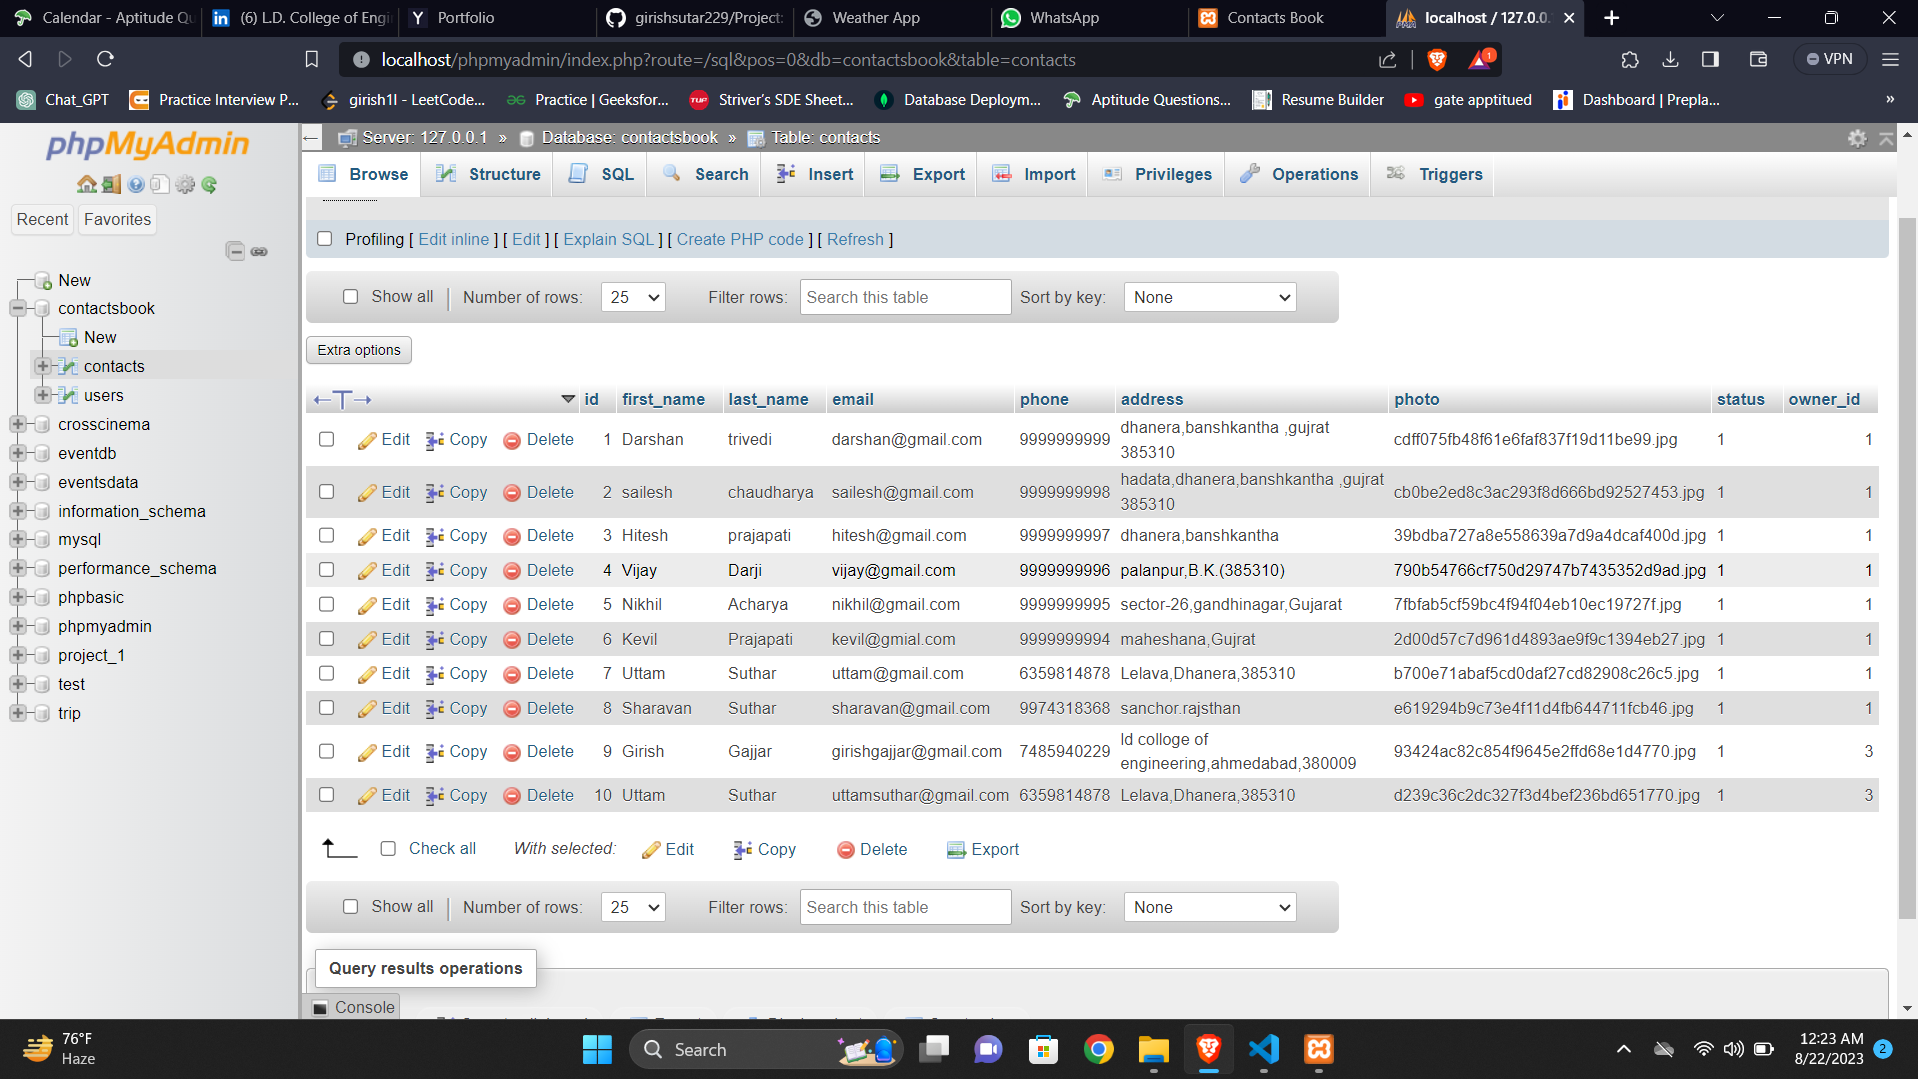 Calendar - Aptitude Qu
(6) L.D. College of Engi
Portfolio
girishsutar229/Project:
Weather App
WhatsApp
Contacts Book
localhost / 127.0.0.
localhost/phpmyadmin/index.php?route=/sql&pos=0&db=contactsbook&table=contacts
1
VPN
Chat_GPT
Practice Interview P...
girish1l - LeetCode...
Practice | Geeksfor...
Striver's SDE Sheet...
Database Deploym...
Aptitude Questions...
Resume Builder
gate apptitued
Dashboard | Prepla...
»
phpMyAdmin
Recent
Favorites
New
contactsbook
New
contacts
users
crosscinema
eventdb
eventsdata
information_schema
mysql
performance_schema
phpbasic
phpmyadmin
project_1
test
trip
Server: 127.0.0.1 » Database: contactsbook » Table: contacts
Browse Structure SQL Search Insert Export Import Privileges Operations Triggers
Profiling [ Edit inline ] [ Edit ] [ Explain SQL ] [ Create PHP code ] [ Refresh ]
Show all Number of rows: 25 Filter rows: Search this table Sort by key: None
Extra options
id first_name last_name email phone address photo status owner_id
Edit Copy Delete 1 Darshan trivedi darshan@gmail.com 9999999999 dhanera,banshkantha ,gujrat
385310 cdff075fb48f61e6faf837f19d11be99.jpg 1 1
Edit Copy Delete 2 sailesh chaudharya sailesh@gmail.com 9999999998 hadata,dhanera,banshkantha ,gujrat
385310 cb0be2ed8c3ac293f8d666bd92527453.jpg 1 1
Edit Copy Delete 3 Hitesh prajapati hitesh@gmail.com 9999999997 dhanera,banshkantha 39bdba727a8e558639a7d9a4dcaf400d.jpg 1 1
Edit Copy Delete 4 Vijay Darji vijay@gmail.com 9999999996 palanpur,B.K.(385310) 790b54766cf750d29747b7435352d9ad.jpg 1 1
Edit Copy Delete 5 Nikhil Acharya nikhil@gmail.com 9999999995 sector-26,gandhinagar,Gujarat 7fbfab5cf59bc4f94f04eb10ec19727f.jpg 1 1
Edit Copy Delete 6 Kevil Prajapati kevil@gmial.com 9999999994 maheshana,Gujrat 2d00d57c7d961d4893ae9f9c1394eb27.jpg 1 1
Edit Copy Delete 7 Uttam Suthar uttam@gmail.com 6359814878 Lelava,Dhanera,385310 b700e71abaf5cd0daf27cd82908c26c5.jpg 1 1
Edit Copy Delete 8 Sharavan Suthar sharavan@gmail.com 9974318368 sanchor.rajsthan e619294b9c73e4f11d4fb644711fcb46.jpg 1 1
Edit Copy Delete 9 Girish Gajjar girishgajjar@gmail.com 7485940229 ld colloge of
engineering,ahmedabad,380009 93424ac82c854f9645e2ffd68e1d4770.jpg 1 3
Edit Copy Delete 10 Uttam Suthar uttamsuthar@gmail.com 6359814878 Lelava,Dhanera,385310 d239c36c2dc327f3d4bef236bd651770.jpg 1 3
Check all With selected: Edit Copy Delete Export
Show all Number of rows: 25 Filter rows: Search this table Sort by key: None
Query results operations
Console
76°F
Haze
Search
12:23 AM
8/22/2023
2